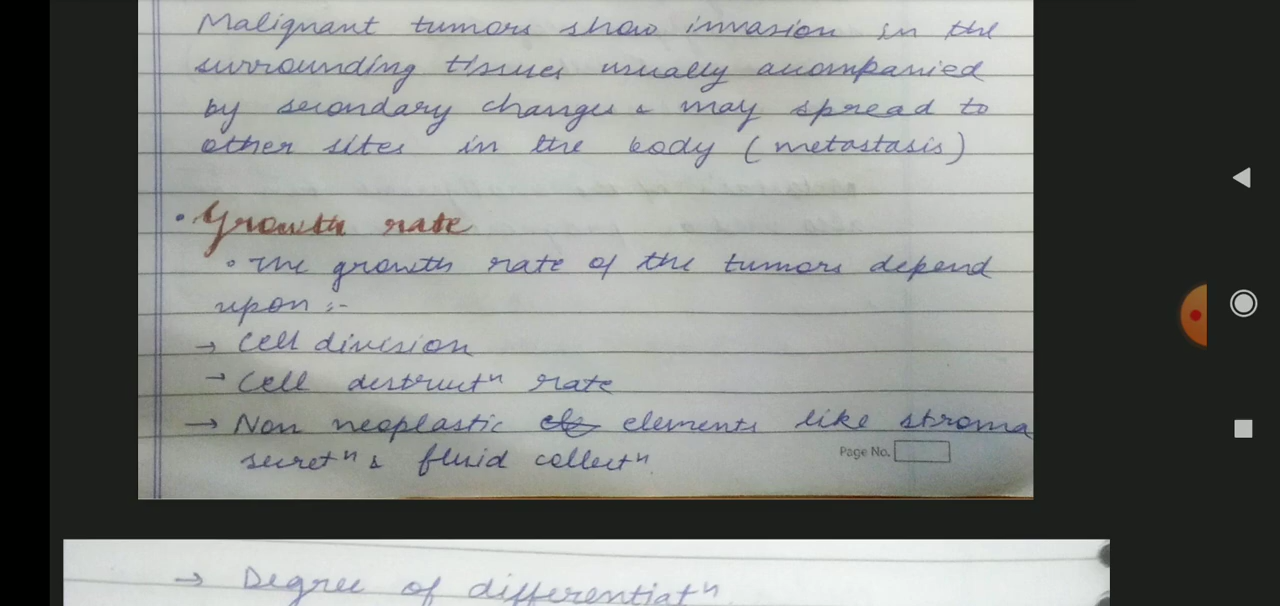 Malignant tumors show invasion in the
surrounding tissues usually accompanied
by secondary changes & may spread to
other sites in the body (metastasis)
• Growth rate
• The growth rate of the tumors depend
upon :-
→ Cell division
→ Cell destructⁿ rate
→ Non neoplastic elements like stroma
secretⁿ & fluid collectⁿ
Page No.
→ Degree of differentiatⁿ